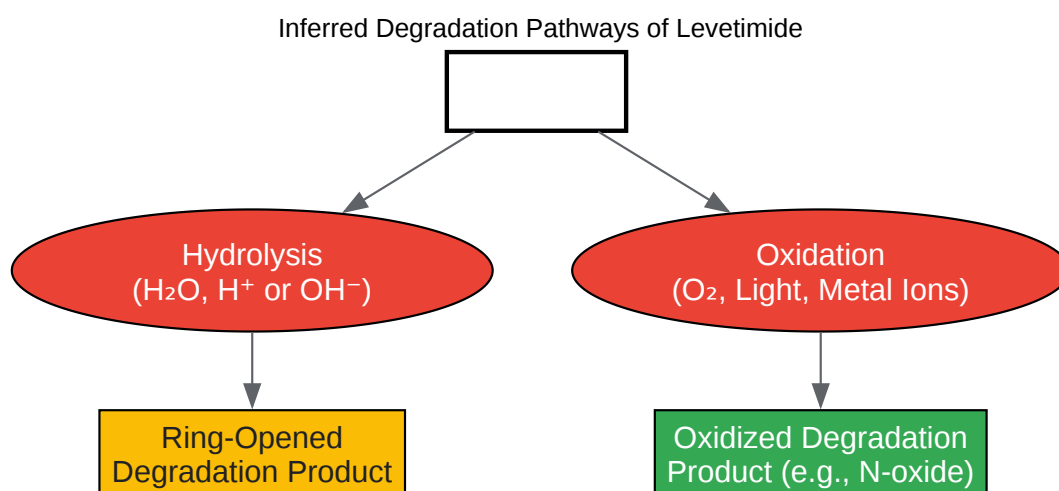 Inferred Degradation Pathways of Levetimide
Hydrolysis
(H₂O, H⁺ or OH⁻)
Oxidation
(O₂, Light, Metal Ions)
Ring-Opened
Degradation Product
Oxidized Degradation
Product (e.g., N-oxide)